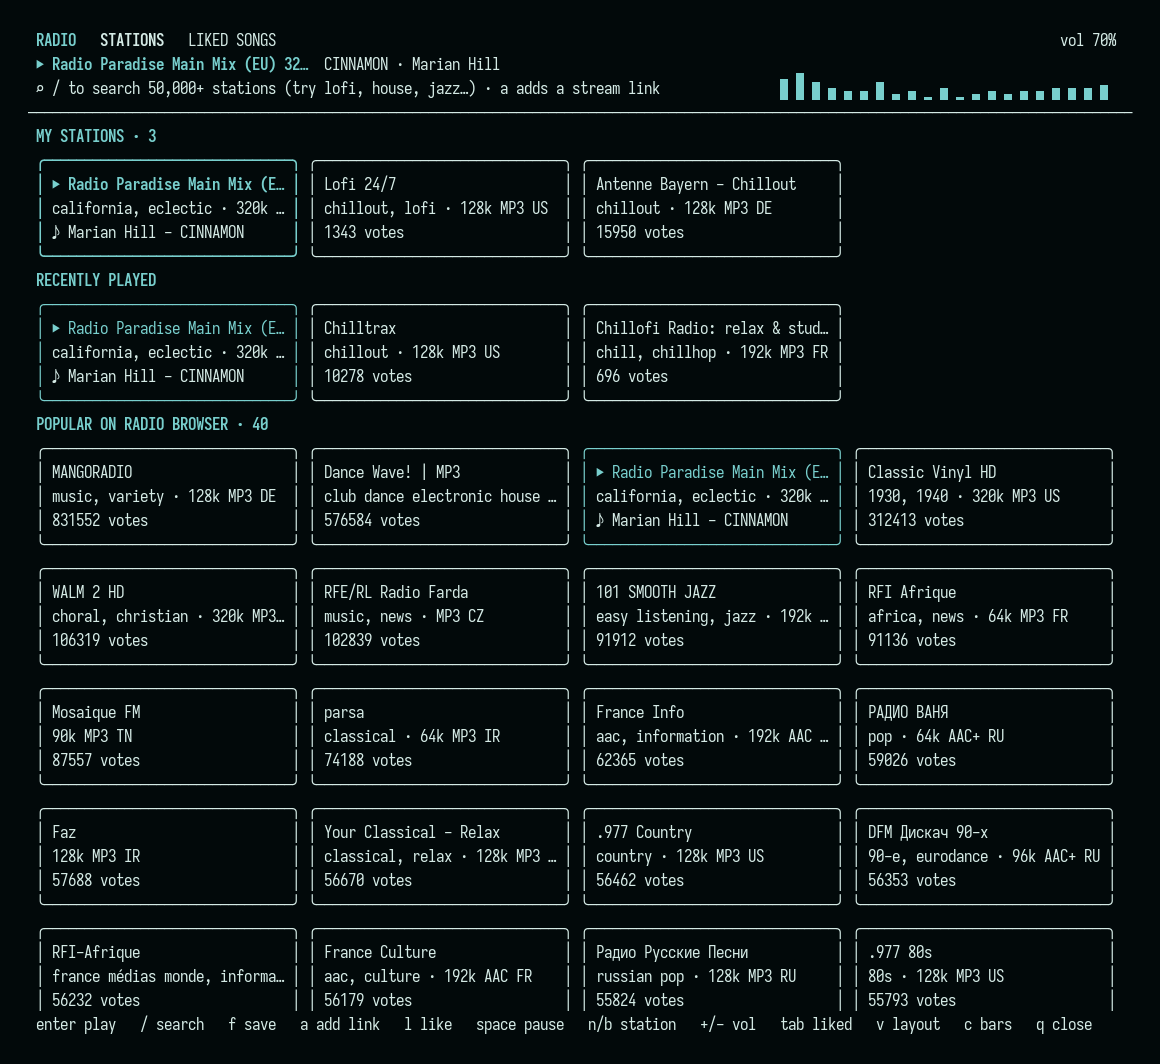 RADIO STATIONS LIKED SONGS vol 70%
▶ Radio Paradise Main Mix (EU) 32… CINNAMON · Marian Hill
⌕ / to search 50,000+ stations (try lofi, house, jazz…) · a adds a stream link
MY STATIONS · 3
▶ Radio Paradise Main Mix (E… Lofi 24/7 Antenne Bayern - Chillout
california, eclectic · 320k … chillout, lofi · 128k MP3 US chillout · 128k MP3 DE
♪ Marian Hill - CINNAMON 1343 votes 15950 votes
RECENTLY PLAYED
▶ Radio Paradise Main Mix (E… Chilltrax Chillofi Radio: relax & stud…
california, eclectic · 320k … chillout · 128k MP3 US chill, chillhop · 192k MP3 FR
♪ Marian Hill - CINNAMON 10278 votes 696 votes
POPULAR ON RADIO BROWSER · 40
MANGORADIO Dance Wave! | MP3 ▶ Radio Paradise Main Mix (E… Classic Vinyl HD
music, variety · 128k MP3 DE club dance electronic house … california, eclectic · 320k … 1930, 1940 · 320k MP3 US
831552 votes 576584 votes ♪ Marian Hill - CINNAMON 312413 votes
WALM 2 HD RFE/RL Radio Farda 101 SMOOTH JAZZ RFI Afrique
choral, christian · 320k MP3… music, news · MP3 CZ easy listening, jazz · 192k … africa, news · 64k MP3 FR
106319 votes 102839 votes 91912 votes 91136 votes
Mosaique FM parsa France Info РАДИО ВАНЯ
90k MP3 TN classical · 64k MP3 IR aac, information · 192k AAC … pop · 64k AAC+ RU
87557 votes 74188 votes 62365 votes 59026 votes
Faz Your Classical - Relax .977 Country DFM Дискач 90-х
128k MP3 IR classical, relax · 128k MP3 … country · 128k MP3 US 90-е, eurodance · 96k AAC+ RU
57688 votes 56670 votes 56462 votes 56353 votes
RFI-Afrique France Culture Радио Русские Песни .977 80s
france médias monde, informa… aac, culture · 192k AAC FR russian pop · 128k MP3 RU 80s · 128k MP3 US
56232 votes 56179 votes 55824 votes 55793 votes
enter play / search f save a add link l like space pause n/b station +/- vol tab liked v layout c bars q close